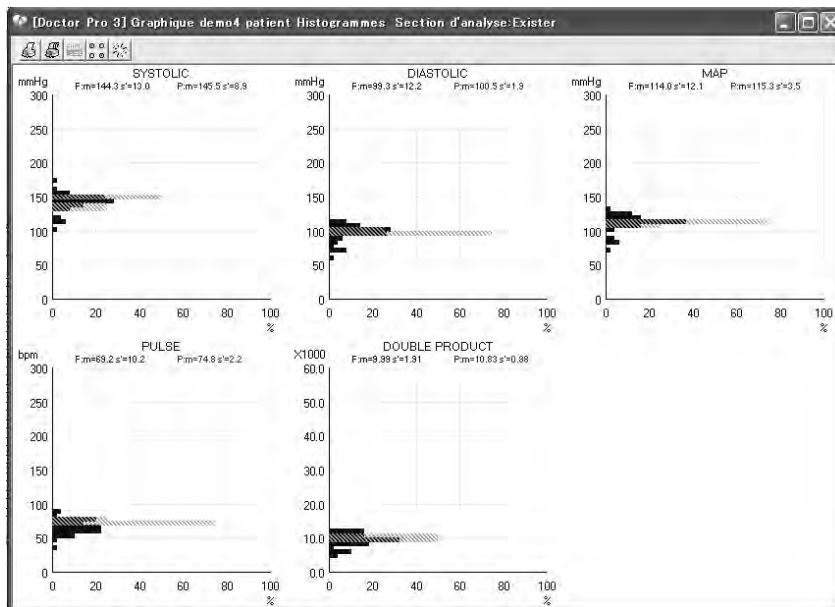 [Doctor Pro 3] Graphique demo4 patient Histogrammes Section d'analyse:Exister
SYSTOLIC
mmHg
F:m=144.3 s'=13.0 P:m=145.5 s'=8.9
300
250
200
150
100
50
0
0 20 40 60 80 100
%
DIASTOLIC
mmHg
F:m=99.3 s'=12.2 P:m=100.5 s'=1.9
300
250
200
150
100
50
0
0 20 40 60 80 100
%
MAP
mmHg
F:m=114.0 s'=12.1 P:m=115.3 s'=3.5
300
250
200
150
100
50
0
0 20 40 60 80 100
%
PULSE
bpm
F:m=69.2 s'=10.2 P:m=74.8 s'=2.2
300
250
200
150
100
50
0
0 20 40 60 80 100
%
DOUBLE PRODUCT
X1000
F:m=9.99 s'=1.91 P:m=10.83 s'=0.88
60.0
50.0
40.0
30.0
20.0
10.0
0.0
0 20 40 60 80 100
%